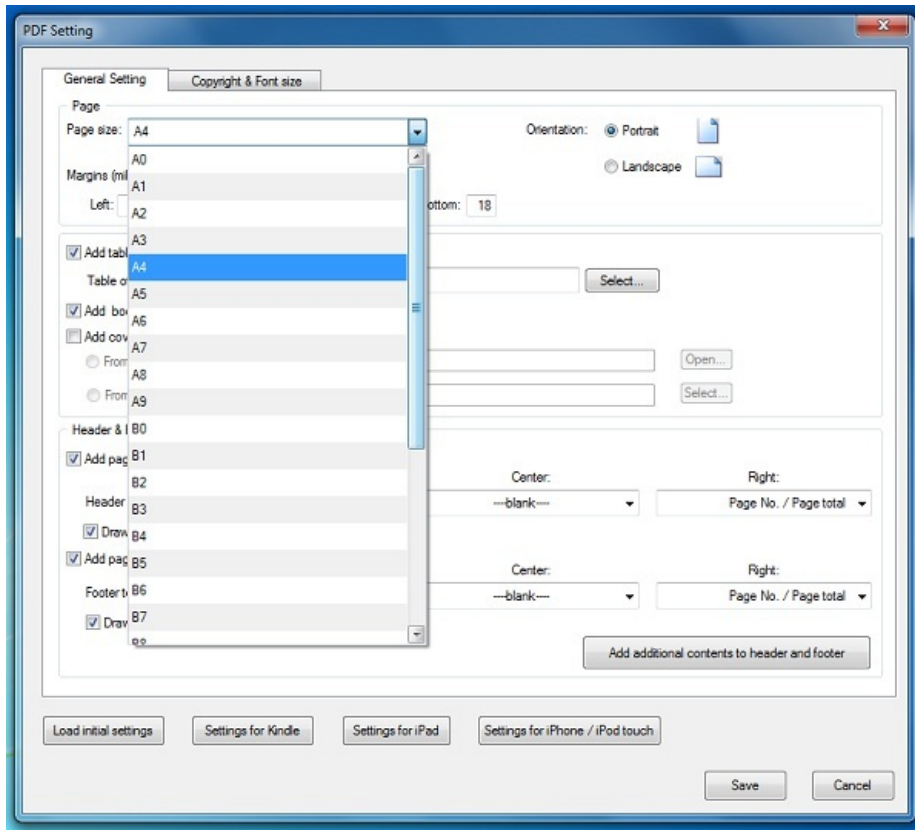 PDF Setting
General Setting
Copyright & Font size
Page
Page size: A4
Orientation: Portrait
Landscape
A0
Margins (mil
A1
Left:
ottom: 18
A2
A3
Add tabl
A4
Table o
Select...
A5
Add bo
A6
Add cov
A7
From
Open...
A8
From
Select...
A9
Header &
B0
Add pag
B1
Center: Right:
B2
Header
---blank---- Page No. / Page total
B3
Draw
B4
Add pag
B5
Center: Right:
Footer t
B6
---blank---- Page No. / Page total
B7
Draw
B8
Add additional contents to header and footer
Load initial settings
Settings for Kindle
Settings for iPad
Settings for iPhone / iPod touch
Save
Cancel